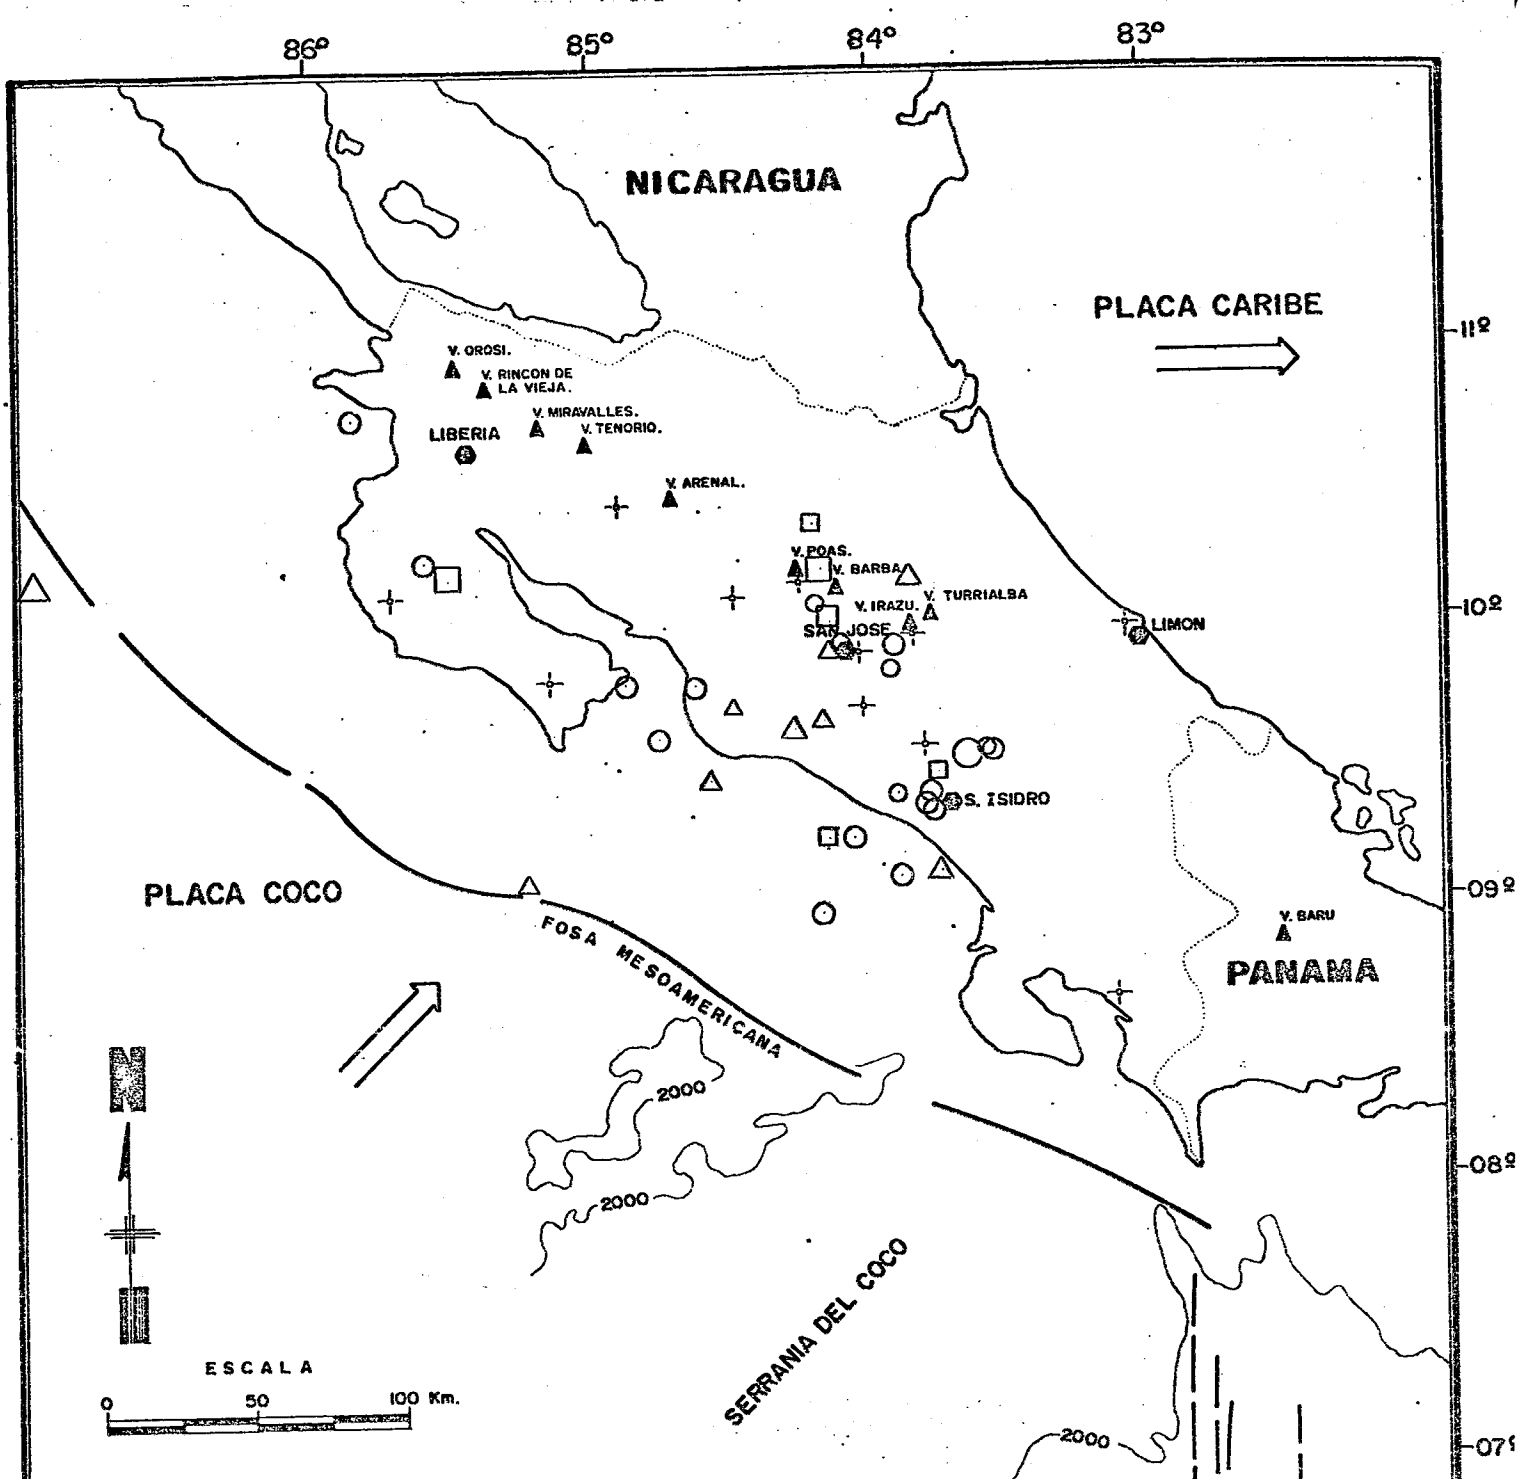 86º 85º 84º 83º
NICARAGUA
PLACA CARIBE
11º
V. OROSI.
V. RINCON DE
LA VIEJA.
V. MIRAVALLES.
V. TENORIO.
LIBERIA
V. ARENAL.
V. POAS.
V. BARBA
V. TURRIALBA
V. IRAZU.
10º
SAN JOSE
LIMON
S. ISIDRO
PLACA COCO
09º
V. BARU
FOSA MESOAMERICANA
PANAMA
N
2000
08º
2000
SERRANIA DEL COCO
ESCALA
0 50 100 Km.
2000
07º